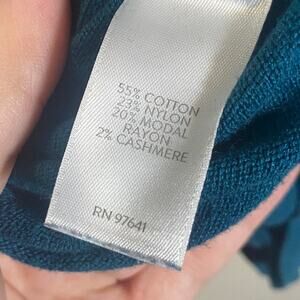 55% COTTON
23% NYLON
20% MODAL
RAYON
2% CASHMERE
RN 97641